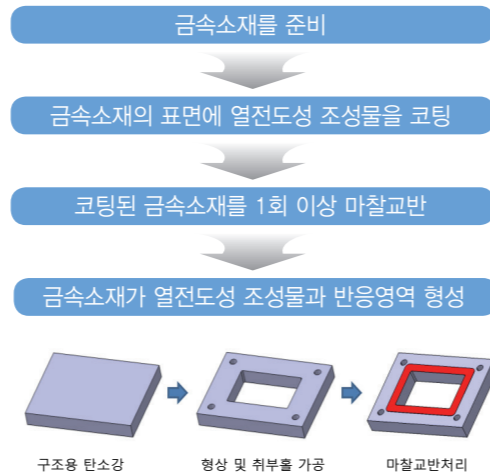 금속소재를 준비
금속소재의 표면에 열전도성 조성물을 코팅
코팅된 금속소재를 1회 이상 마찰교반
금속소재가 열전도성 조성물과 반응영역 형성
구조용 탄소강
형상 및 취부홀 가공
마찰교반처리